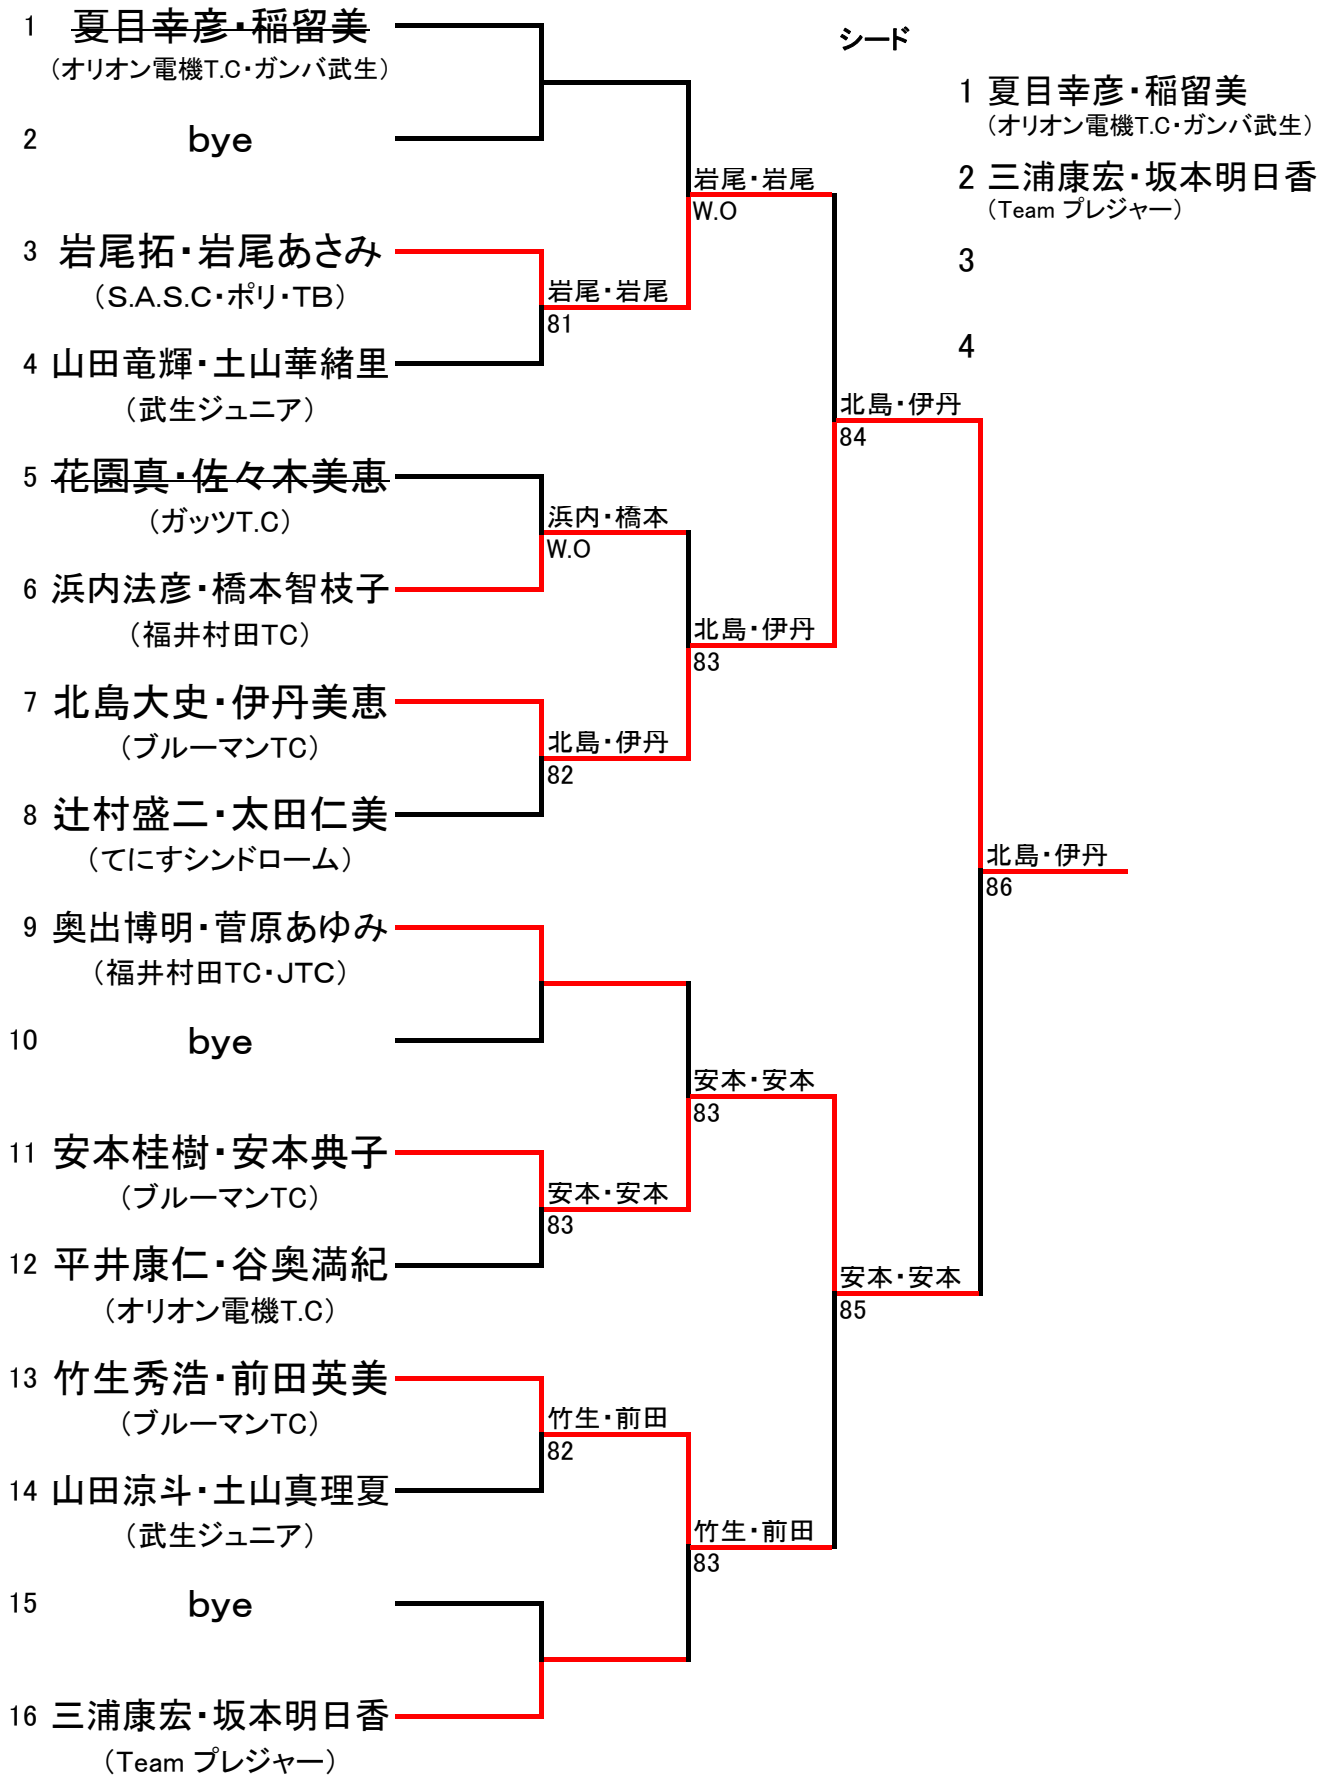 1 夏目幸彦・稲留美
(オリオン電機T.C・ガンバ武生)
2 bye
3 岩尾拓・岩尾あさみ
(S.A.S.C・ポリ・TB)
4 山田竜輝・土山華緒里
(武生ジュニア)
5 花園真・佐々木美恵
(ガッツT.C)
6 浜内法彦・橋本智枝子
(福井村田TC)
7 北島大史・伊丹美恵
(ブルーマンTC)
8 辻村盛二・太田仁美
(てにすシンドローム)
9 奥出博明・菅原あゆみ
(福井村田TC・JTC)
10 bye
11 安本桂樹・安本典子
(ブルーマンTC)
12 平井康仁・谷奥満紀
(オリオン電機T.C)
13 竹生秀浩・前田英美
(ブルーマンTC)
14 山田涼斗・土山真理夏
(武生ジュニア)
15 bye
16 三浦康宏・坂本明日香
(Team プレジャー)
岩尾・岩尾
81
浜内・橋本
W.O
北島・伊丹
82
安本・安本
83
竹生・前田
82
岩尾・岩尾
W.O
北島・伊丹
83
安本・安本
83
竹生・前田
83
北島・伊丹
84
安本・安本
85
北島・伊丹
86
シード
1 夏目幸彦・稲留美
(オリオン電機T.C・ガンバ武生)
2 三浦康宏・坂本明日香
(Team プレジャー)
3
4